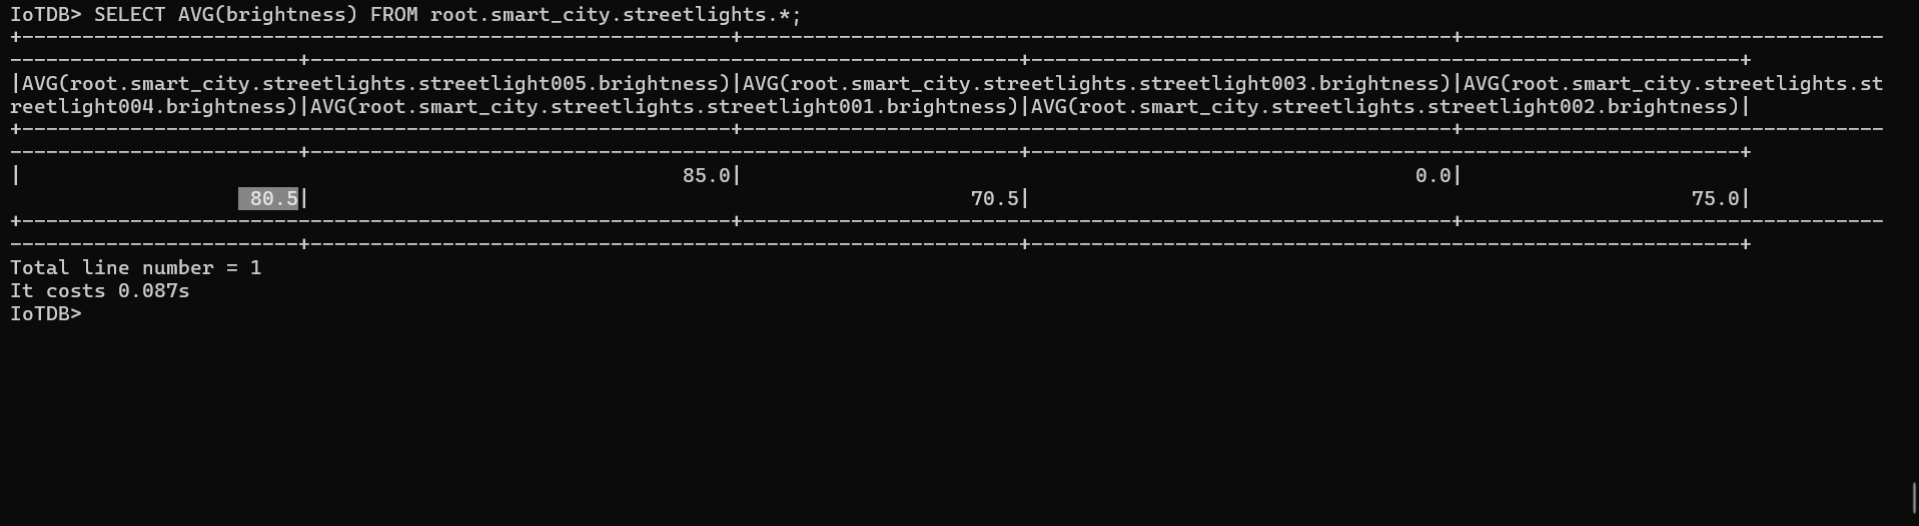 IoTDB> SELECT AVG(brightness) FROM root.smart_city.streetlights.*;
+-----------------------------------------------------------+-----------------------------------------------------------+-----------------------------------
------------------------+-----------------------------------------------------------+-----------------------------------------------------------+
|AVG(root.smart_city.streetlights.streetlight005.brightness)|AVG(root.smart_city.streetlights.streetlight003.brightness)|AVG(root.smart_city.streetlights.st
reetlight004.brightness)|AVG(root.smart_city.streetlights.streetlight001.brightness)|AVG(root.smart_city.streetlights.streetlight002.brightness)|
+-----------------------------------------------------------+-----------------------------------------------------------+-----------------------------------
------------------------+-----------------------------------------------------------+-----------------------------------------------------------+
|                                                       85.0|                                                        0.0|
                    80.5|                                                       70.5|                                                       75.0|
+-----------------------------------------------------------+-----------------------------------------------------------+-----------------------------------
------------------------+-----------------------------------------------------------+-----------------------------------------------------------+
Total line number = 1
It costs 0.087s
IoTDB>